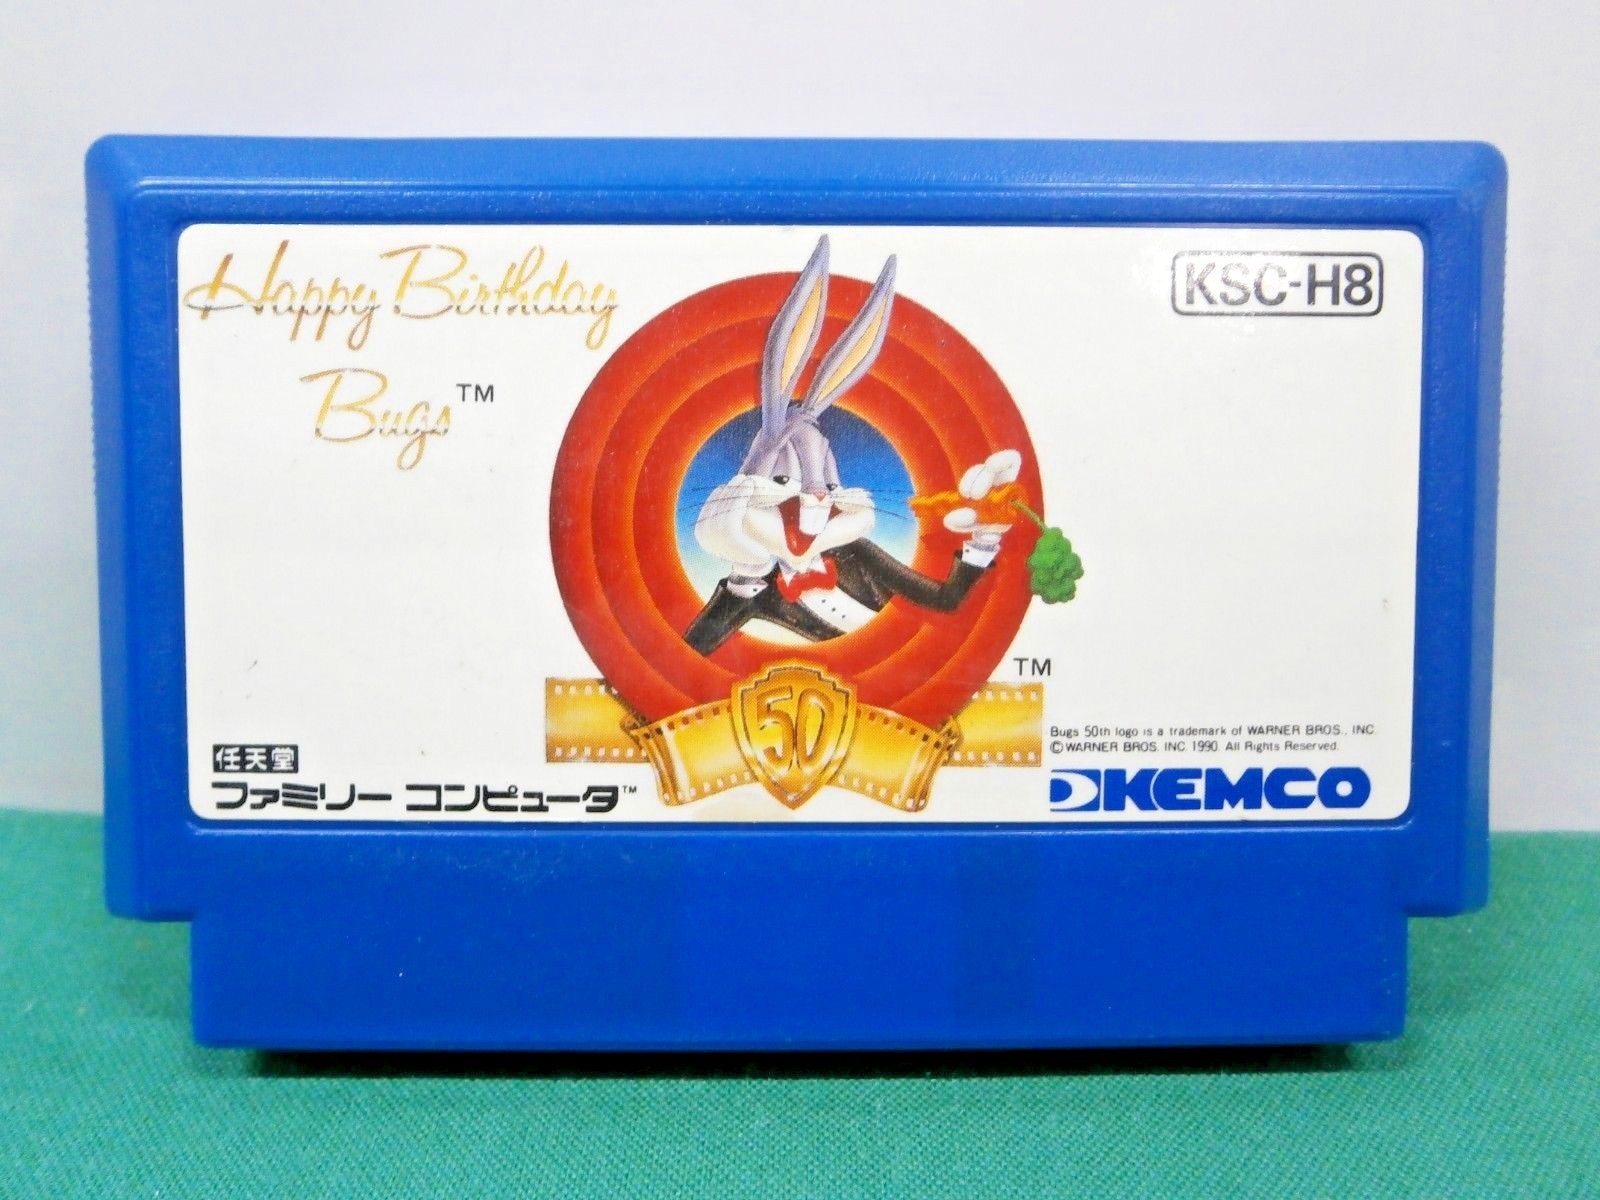 Happy Birthday
Bugs™
KSC-H8
50
TM
Bugs 50th logo is a trademark of WARNER BROS., INC.
©WARNER BROS. INC. 1990. All Rights Reserved.
任天堂
ファミリー コンピュータ™
KEMCO